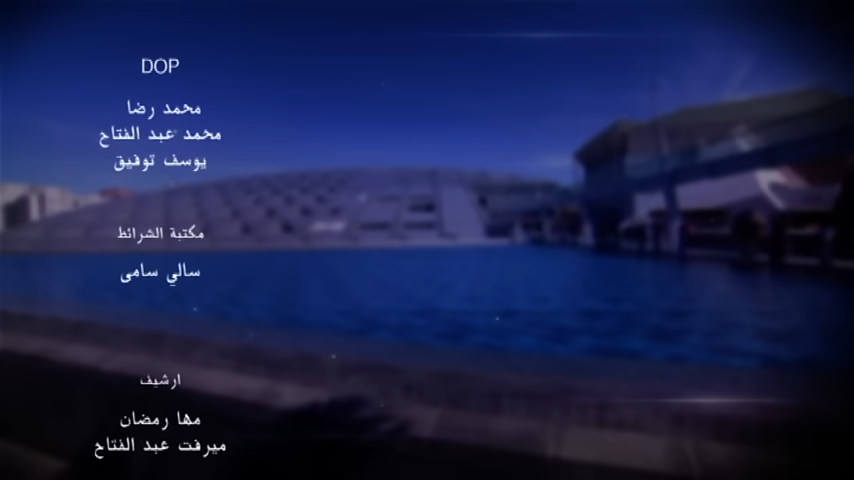 DOP
محمد رضا
محمد عبد الفتاح
يوسف توفيق
مكتبة الشرائط
سالي سامى
ارشيف
مها رمضان
ميرفت عبد الفتاح